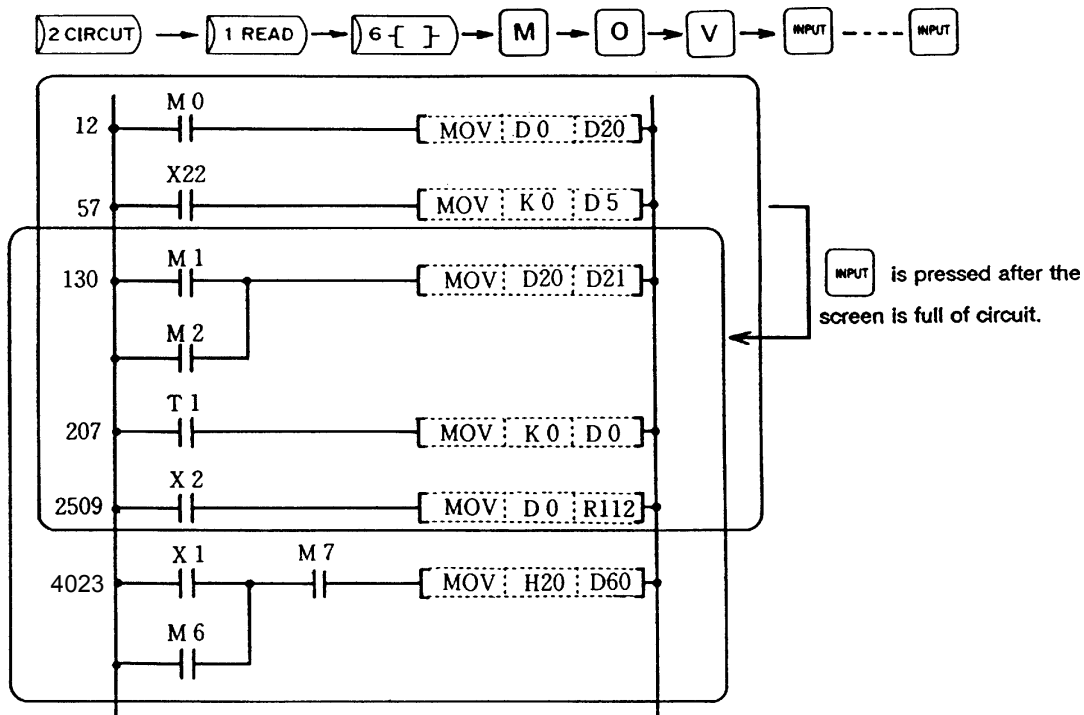 2 CIRCUT 1 READ 6 -[ ]- M O V INPUT ---- INPUT
M 0
12 MOV D 0 D20
X22
57 MOV K 0 D 5
M 1
130 MOV D20 D21
INPUT is pressed after the
screen is full of circuit.
M 2
T 1
207 MOV K 0 D 0
X 2
2509 MOV D 0 R112
X 1 M 7
4023 MOV H20 D60
M 6